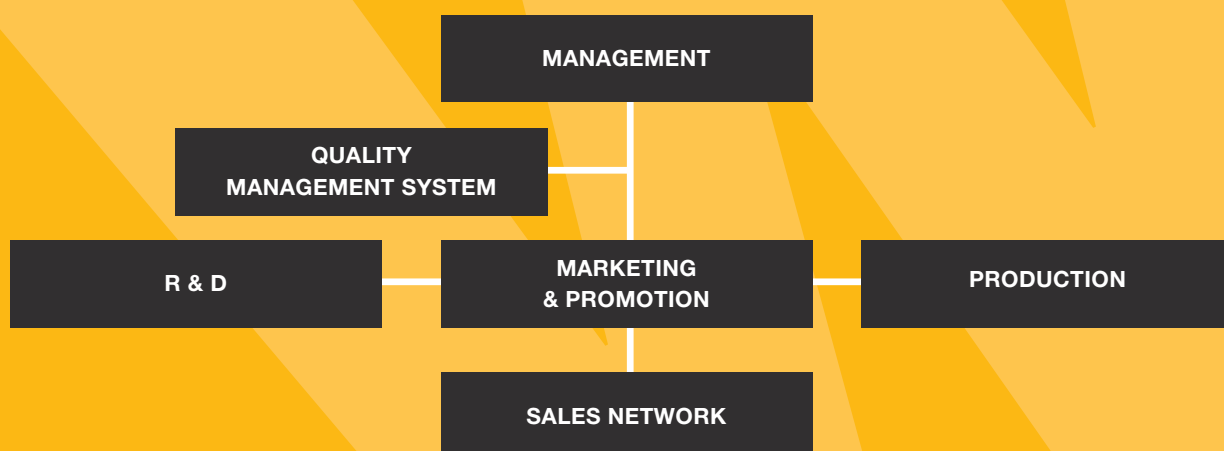 MANAGEMENT
QUALITY
MANAGEMENT SYSTEM
R & D
MARKETING
& PROMOTION
PRODUCTION
SALES NETWORK